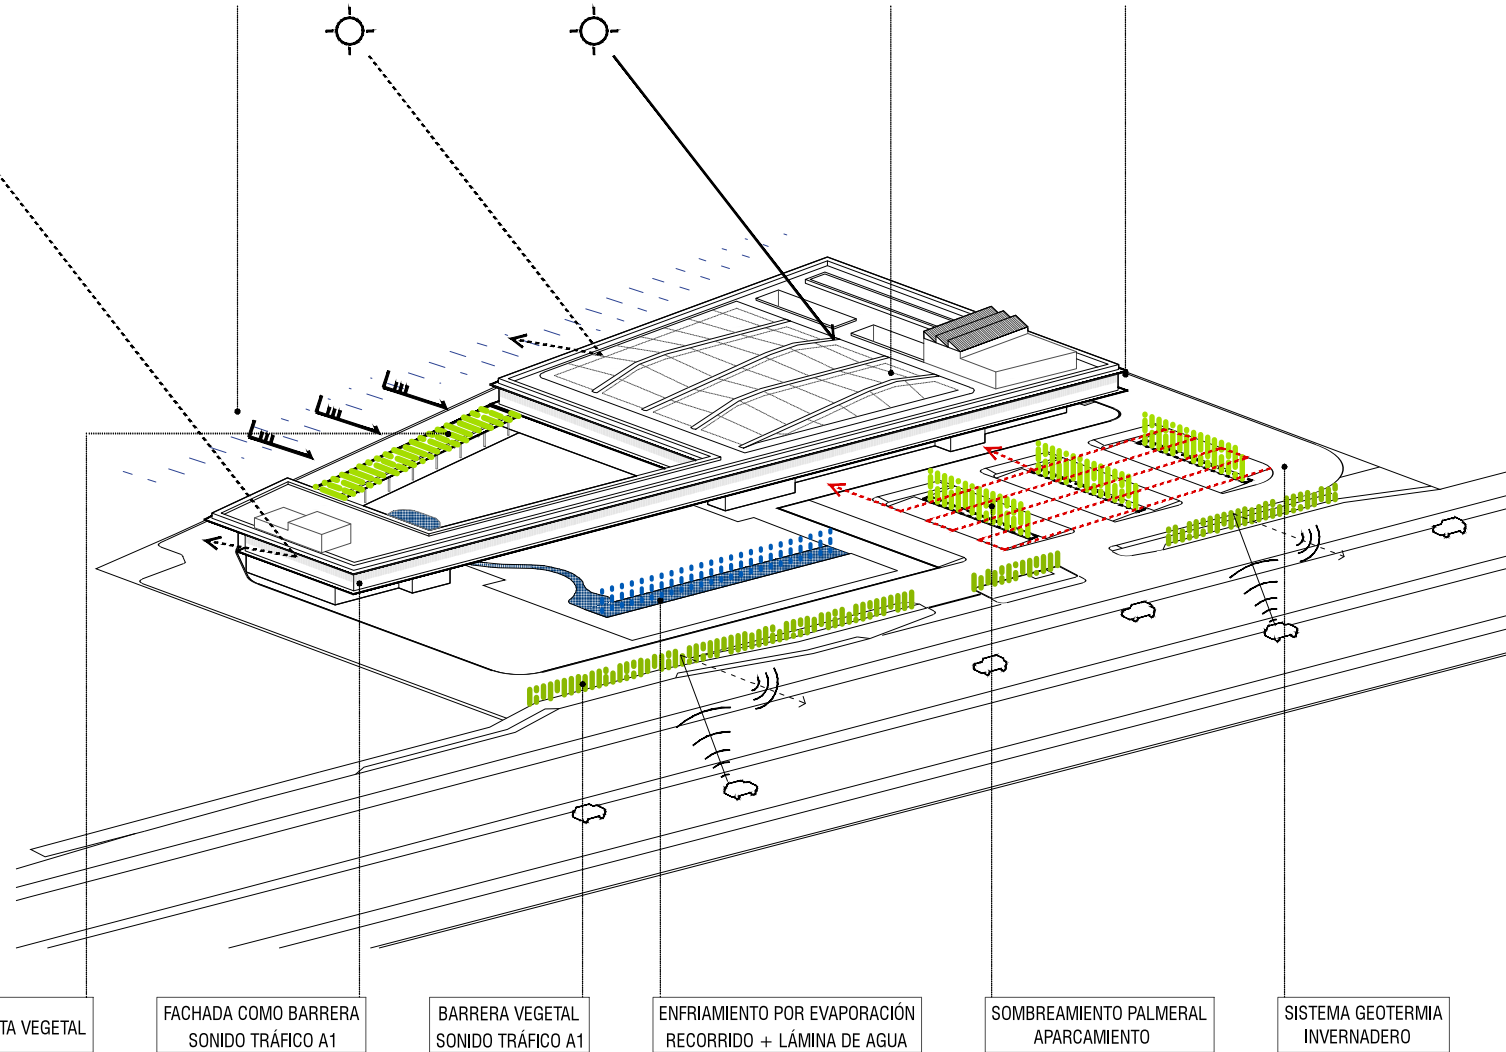 VEGETAL
FACHADA COMO BARRERA
SONIDO TRÁFICO A1
BARRERA VEGETAL
SONIDO TRÁFICO A1
ENFRIAMIENTO POR EVAPORACIÓN
RECORRIDO + LÁMINA DE AGUA
SOMBREAMIENTO PALMERAL
APARCAMIENTO
SISTEMA GEOTERMIA
INVERNADERO